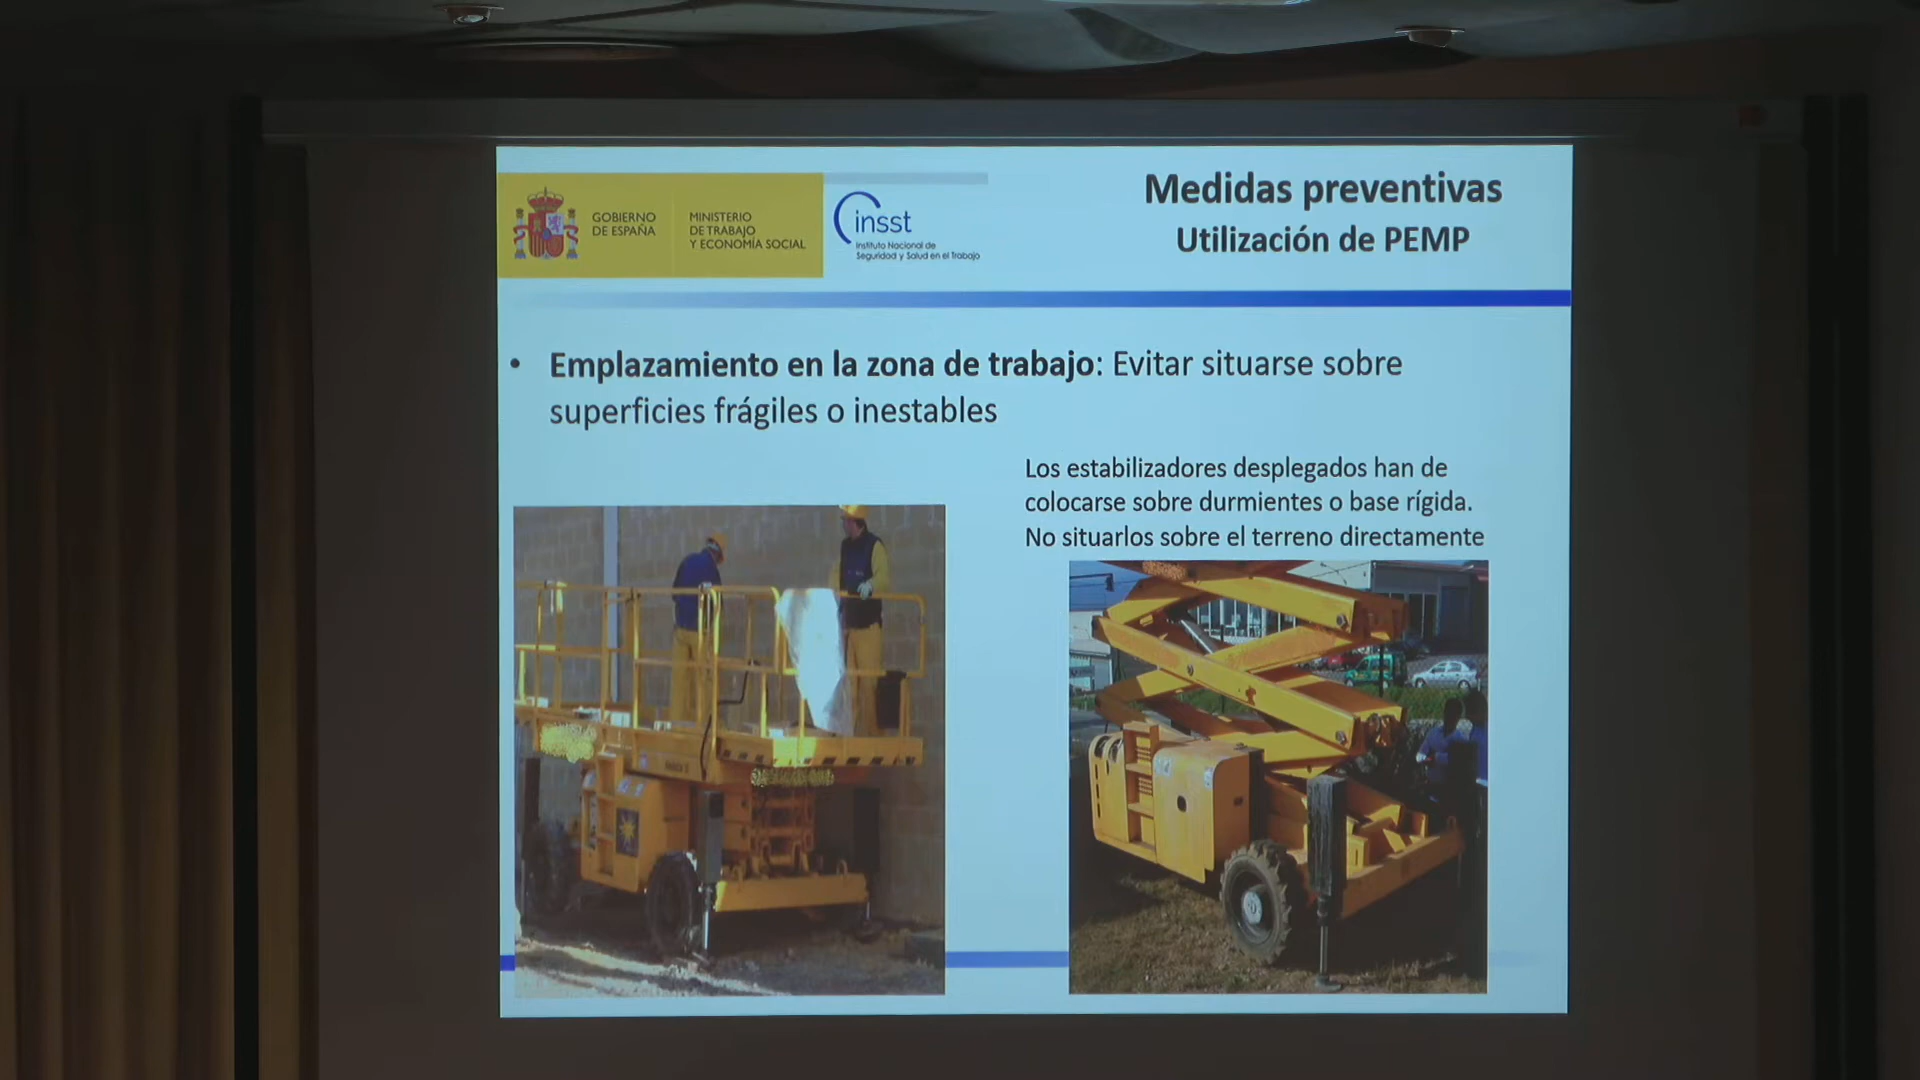 GOBIERNO
DE ESPAÑA
MINISTERIO
DE TRABAJO
Y ECONOMÍA SOCIAL
insst
Instituto Nacional de
Seguridad y Salud en el Trabajo
Medidas preventivas
Utilización de PEMP
• Emplazamiento en la zona de trabajo: Evitar situarse sobre
superficies frágiles o inestables
Los estabilizadores desplegados han de
colocarse sobre durmientes o base rígida.
No situarlos sobre el terreno directamente